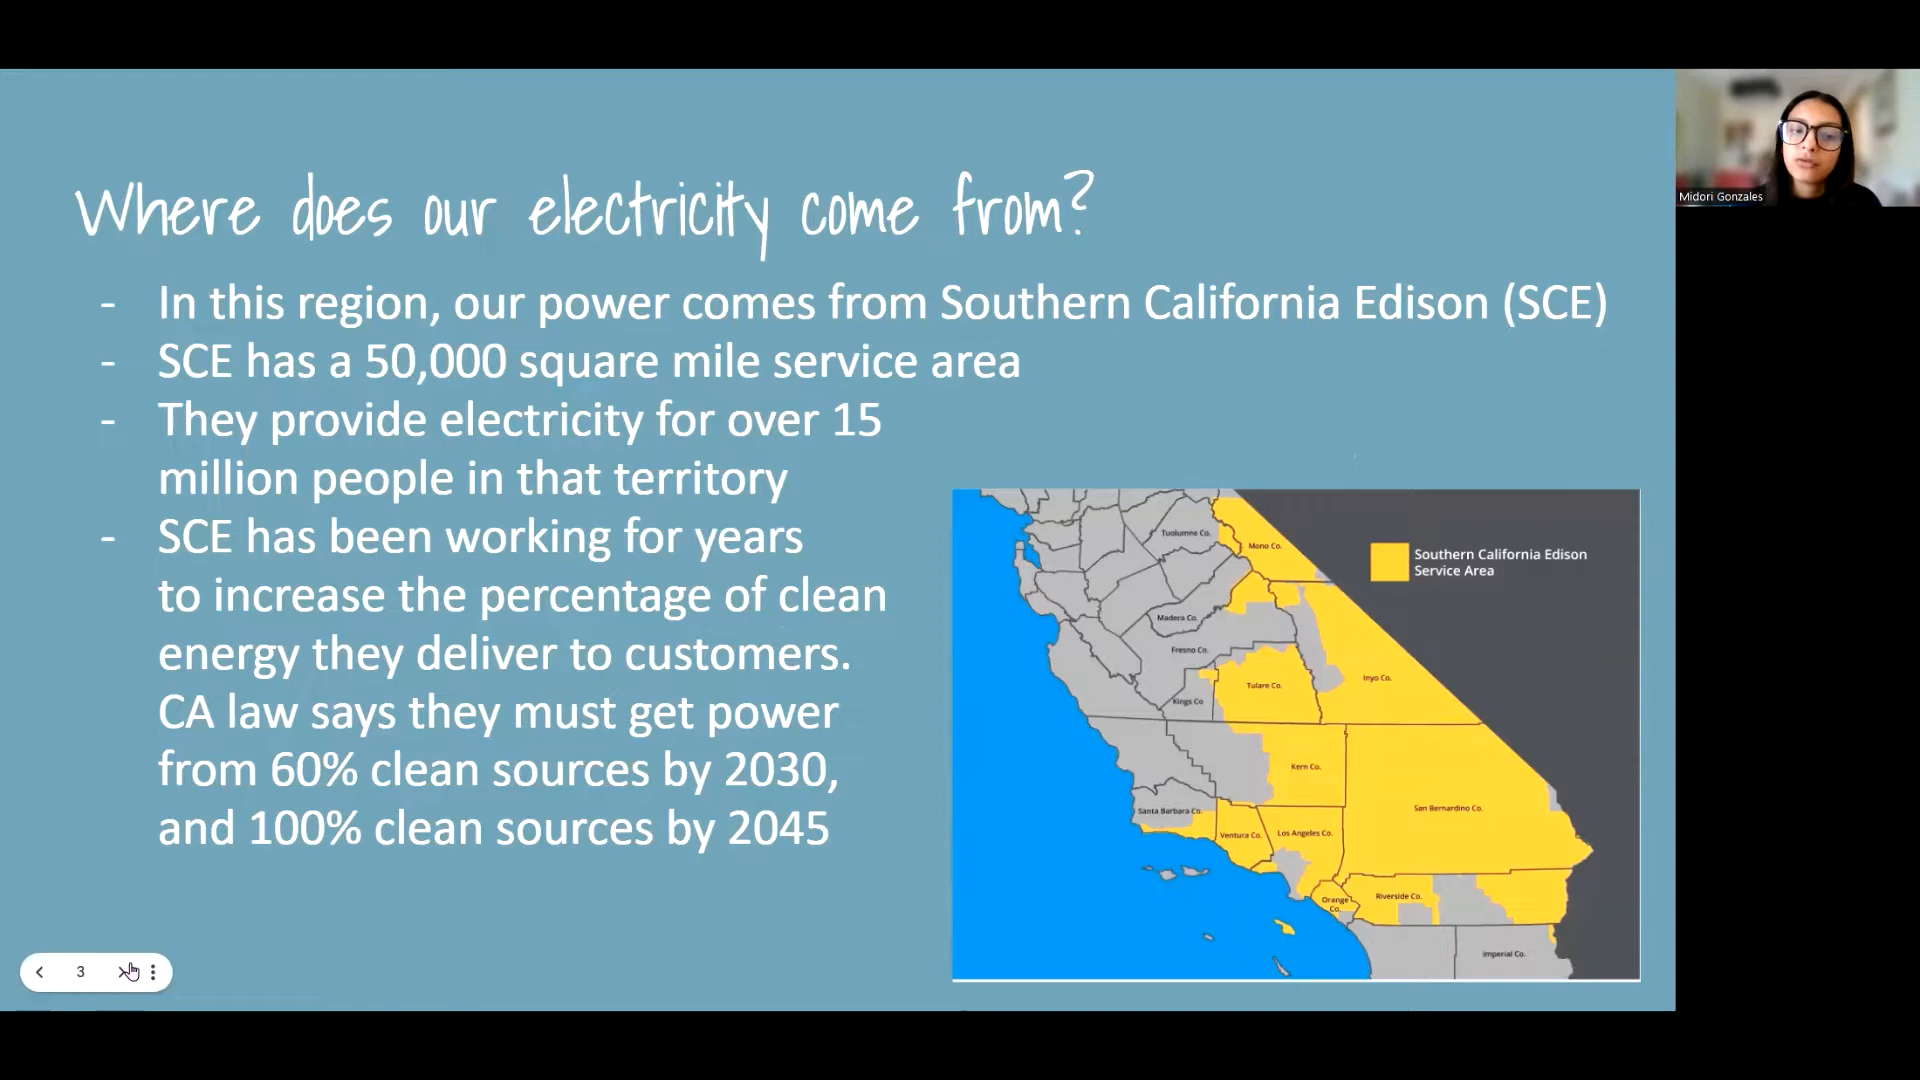 Where does our electricity come from?
- In this region, our power comes from Southern California Edison (SCE)
- SCE has a 50,000 square mile service area
- They provide electricity for over 15
million people in that territory
- SCE has been working for years
to increase the percentage of clean
energy they deliver to customers.
CA law says they must get power
from 60% clean sources by 2030,
and 100% clean sources by 2045
Midori Gonzales
Southern California Edison
Service Area
Tuolumne Co.
Mono Co.
Madera Co.
Fresno Co.
Inyo Co.
Tulare Co.
Kings Co
Kern Co.
San Bernardino Co.
Santa Barbara Co.
Ventura Co.
Los Angeles Co.
Orange
Co.
Riverside Co.
Imperial Co.
3